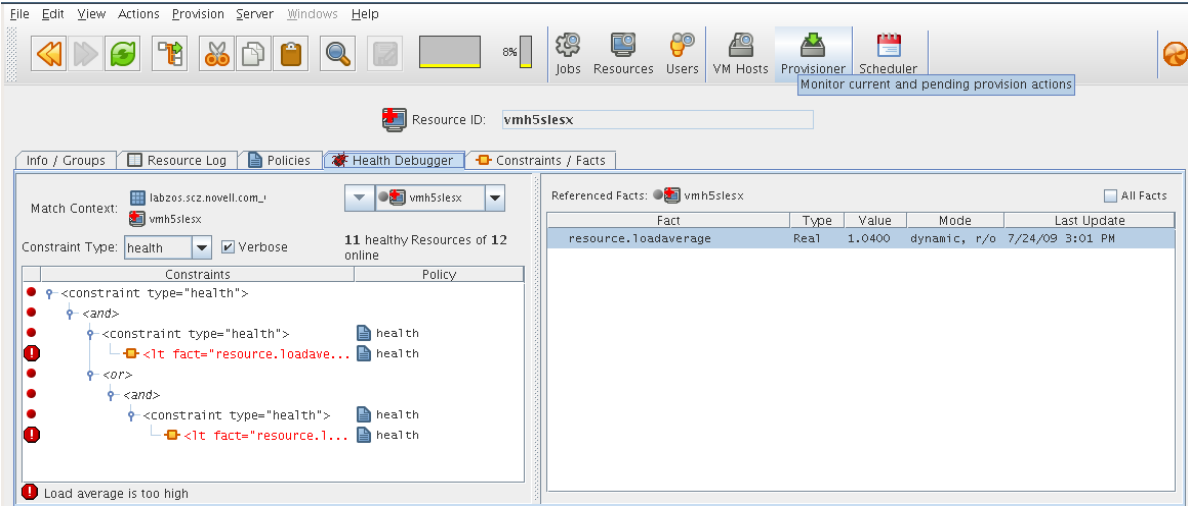 File Edit View Actions Provision Server Windows Help
8%
Jobs Resources Users VM Hosts Provisioner Scheduler
Monitor current and pending provision actions
Resource ID: vmh5slesx
Info / Groups Resource Log Policies Health Debugger Constraints / Facts
Match Context: labzos.scz.novell.com_
vmh5slesx
vmh5slesx
Constraint Type: health Verbose
11 healthy Resources of 12
online
Constraints Policy
<constraint type="health">
<and>
<constraint type="health"> health
<lt fact="resource.loadave... health
<or>
<and>
<constraint type="health"> health
<lt fact="resource.l... health
Load average is too high
Referenced Facts: vmh5slesx All Facts
Fact Type Value Mode Last Update
resource.loadaverage Real 1.0400 dynamic, r/o 7/24/09 3:01 PM